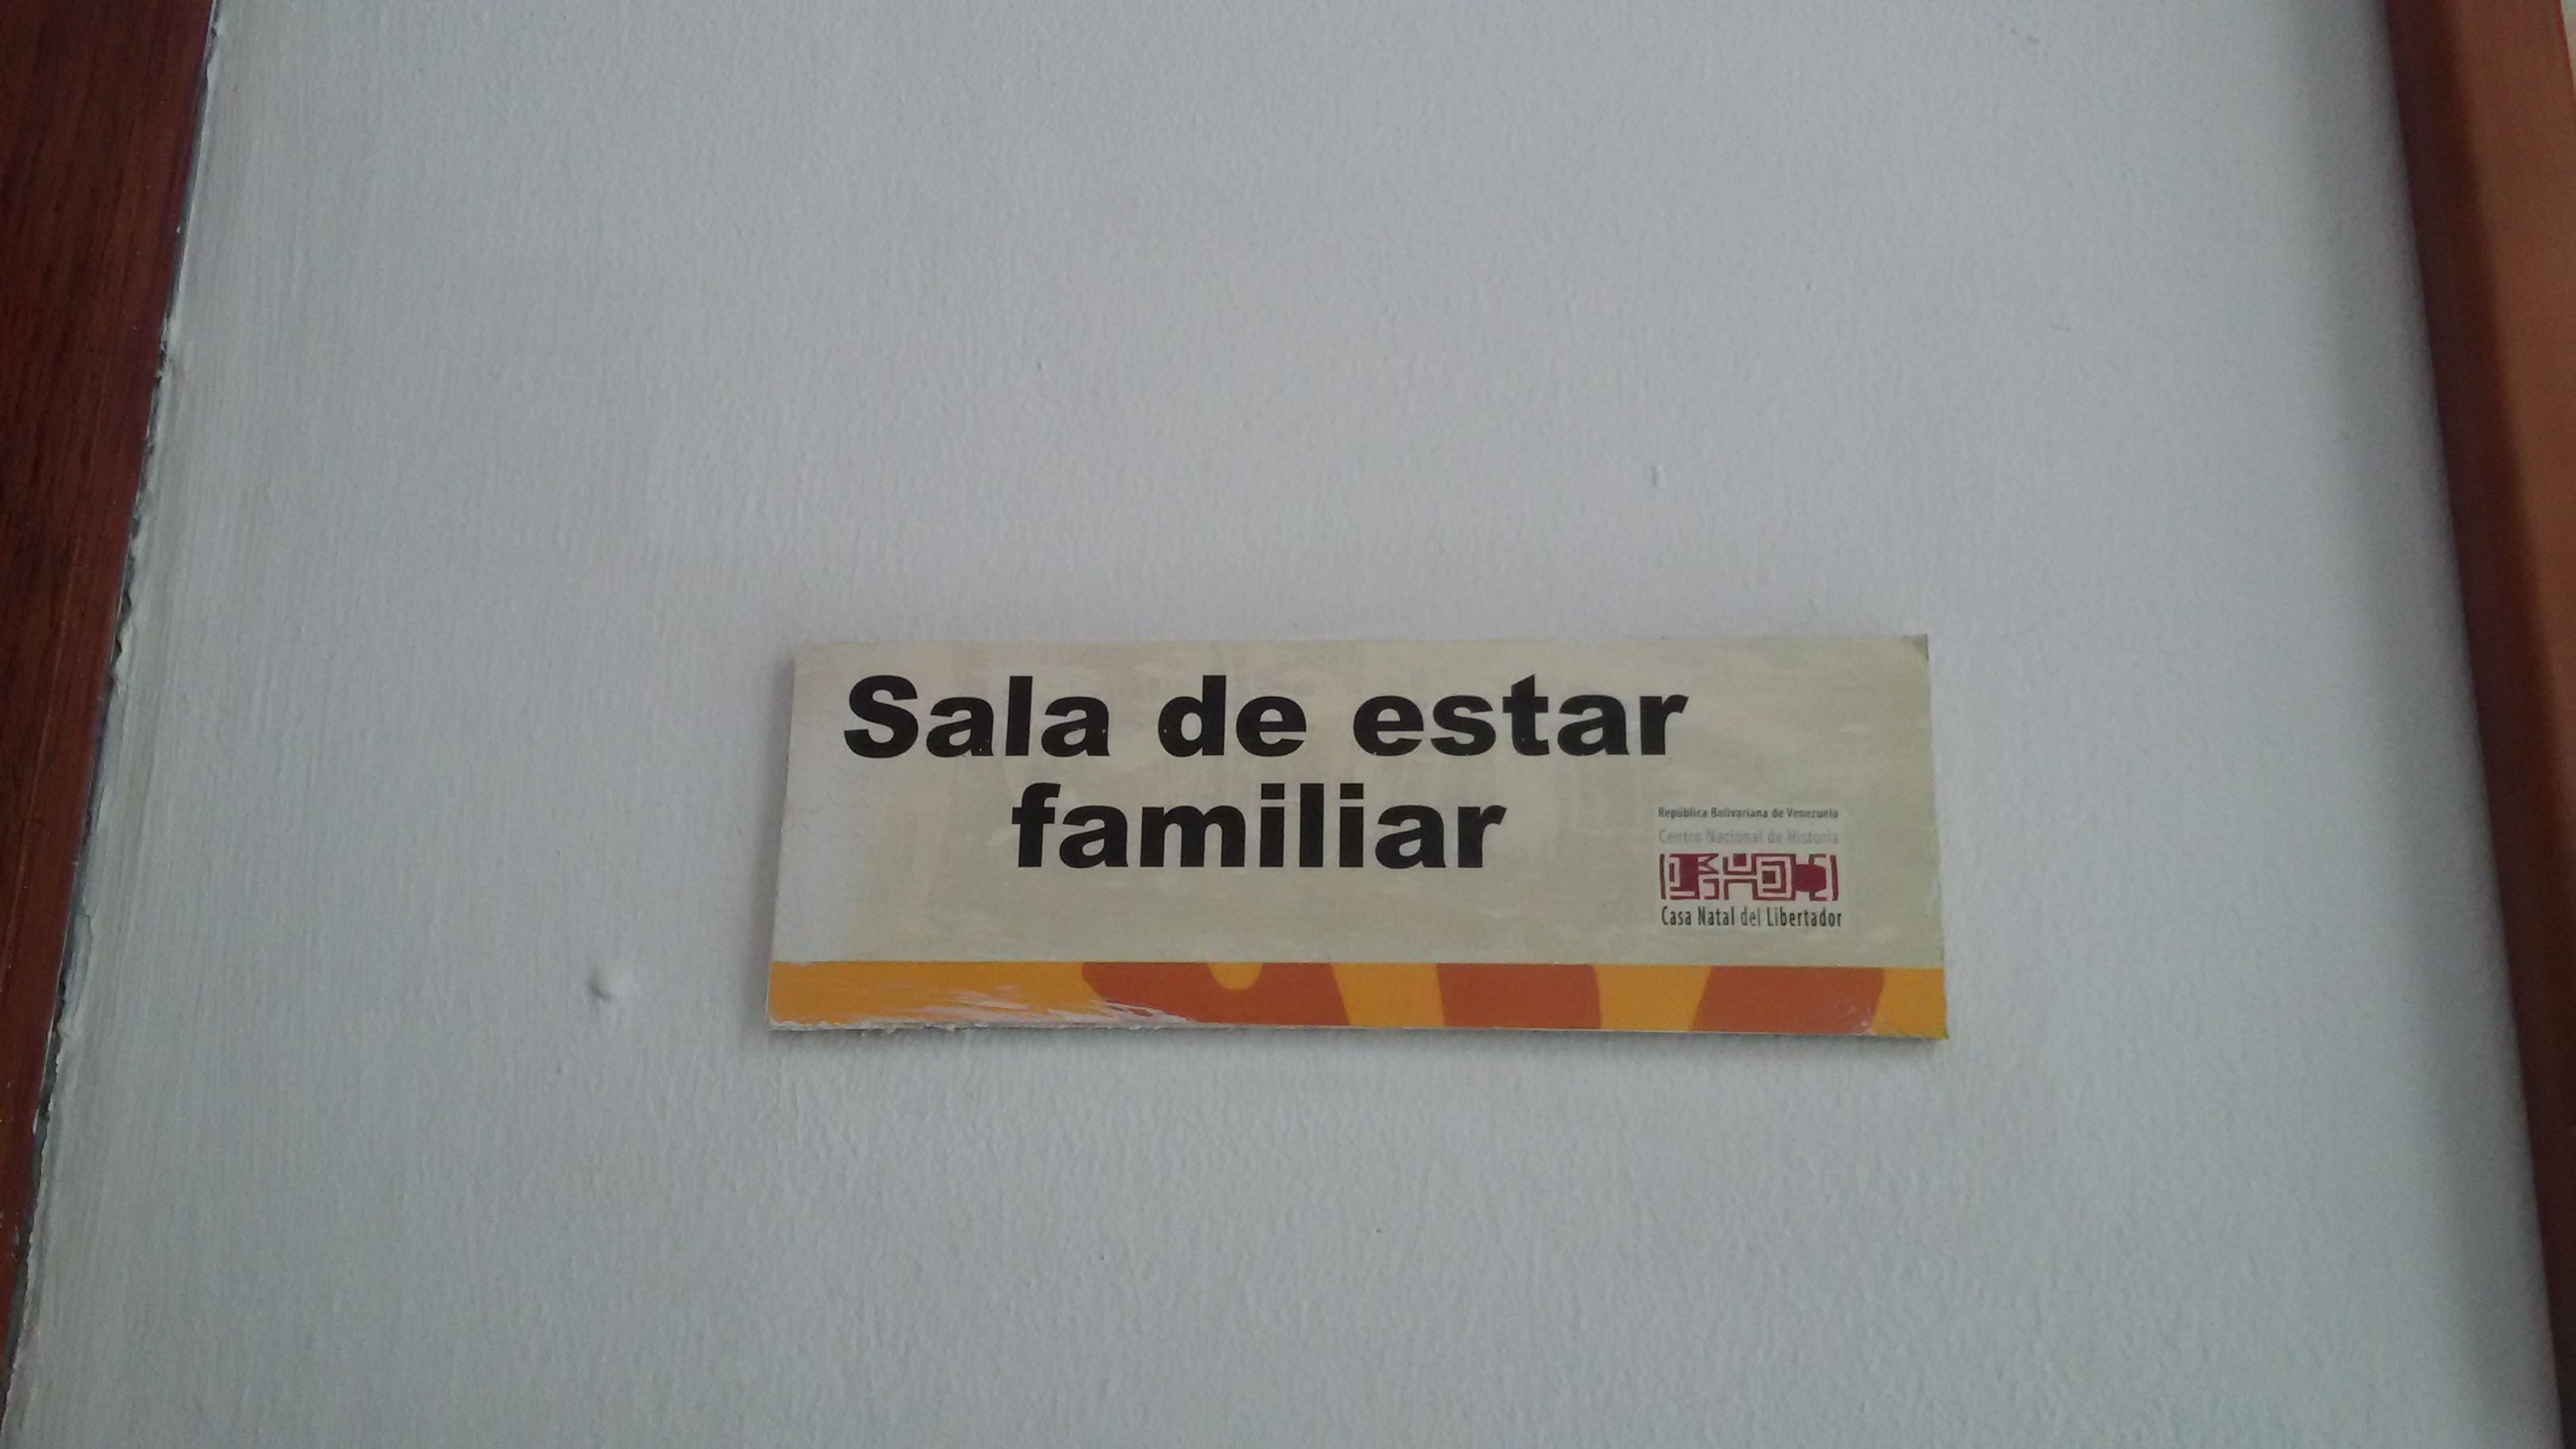 Sala de estar
familiar
República Bolivariana de Venezuela
Centro Nacional de Historia
Casa Natal del Libertador